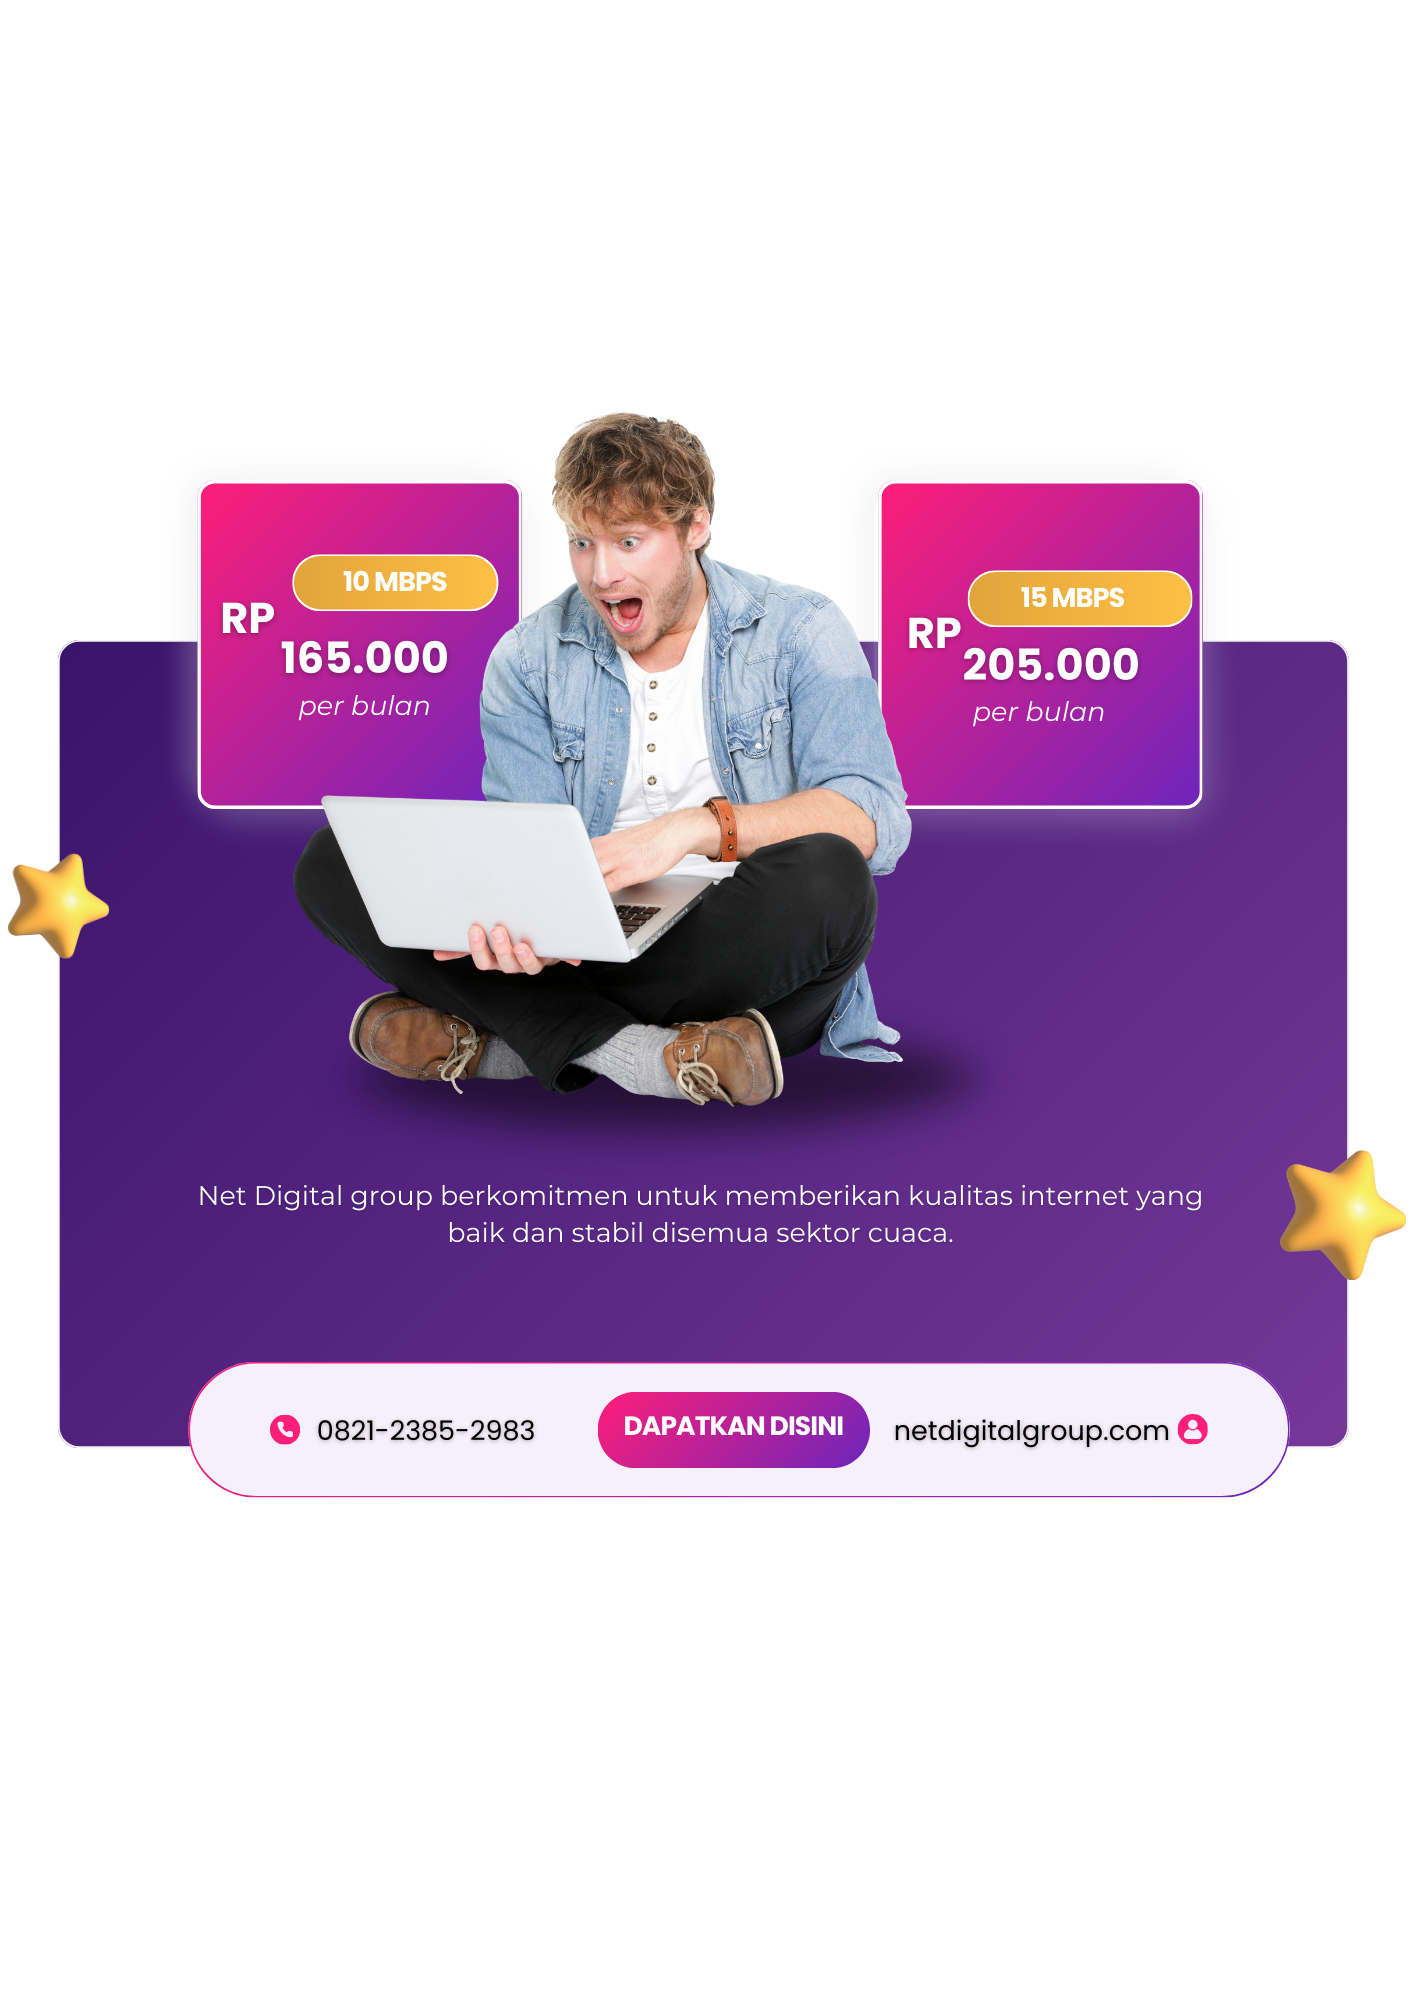 10 MBPS
RP
165.000
per bulan
15 MBPS
RP
205.000
per bulan
Net Digital group berkomitmen untuk memberikan kualitas internet yang
baik dan stabil disemua sektor cuaca.
0821-2385-2983
DAPATKAN DISINI
netdigitalgroup.com